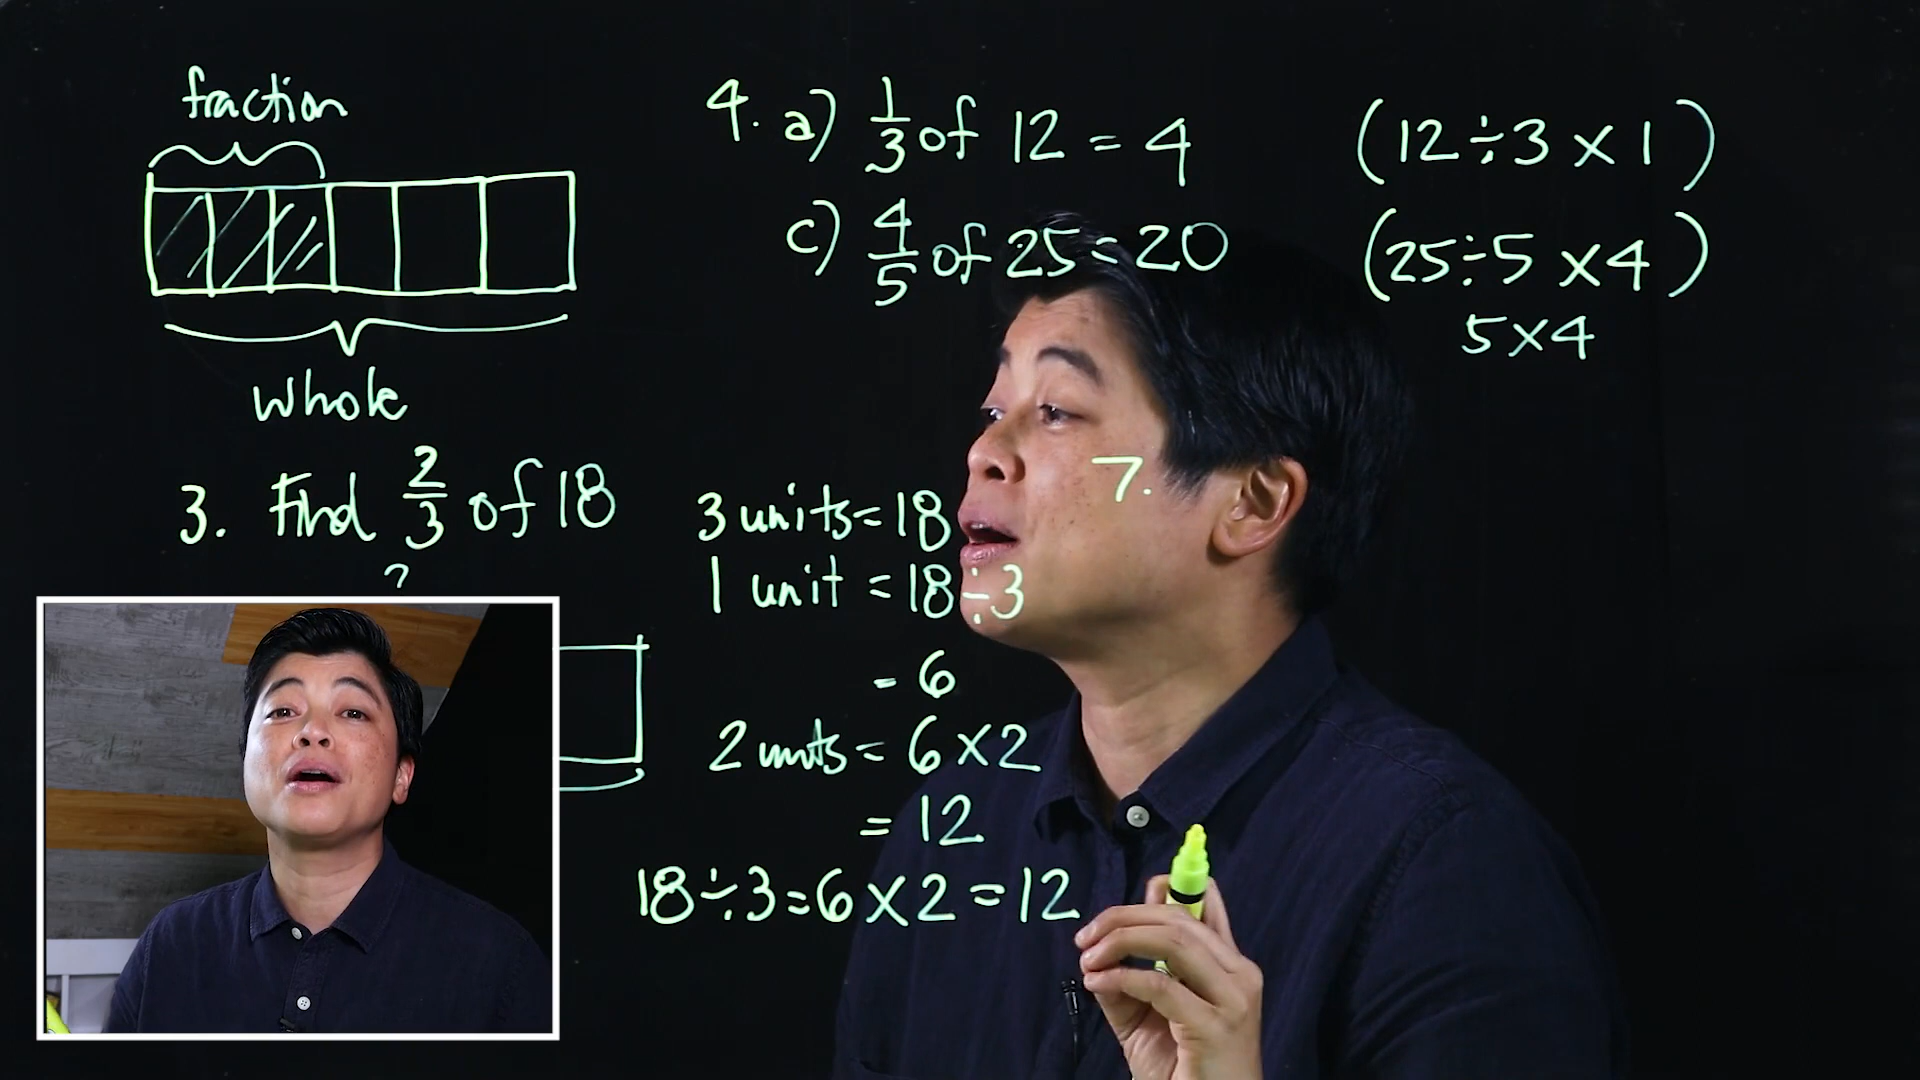 fraction
whole
3. Find 2/3 of 18
?
4. a) 1/3 of 12 = 4 (12÷3 x 1)
c) 4/5 of 25 = 20 (25÷5 x 4)
5x4
3 units = 18
1 unit = 18÷3
= 6
2 units = 6 x 2
= 12
18÷3=6 x 2 = 12
7.